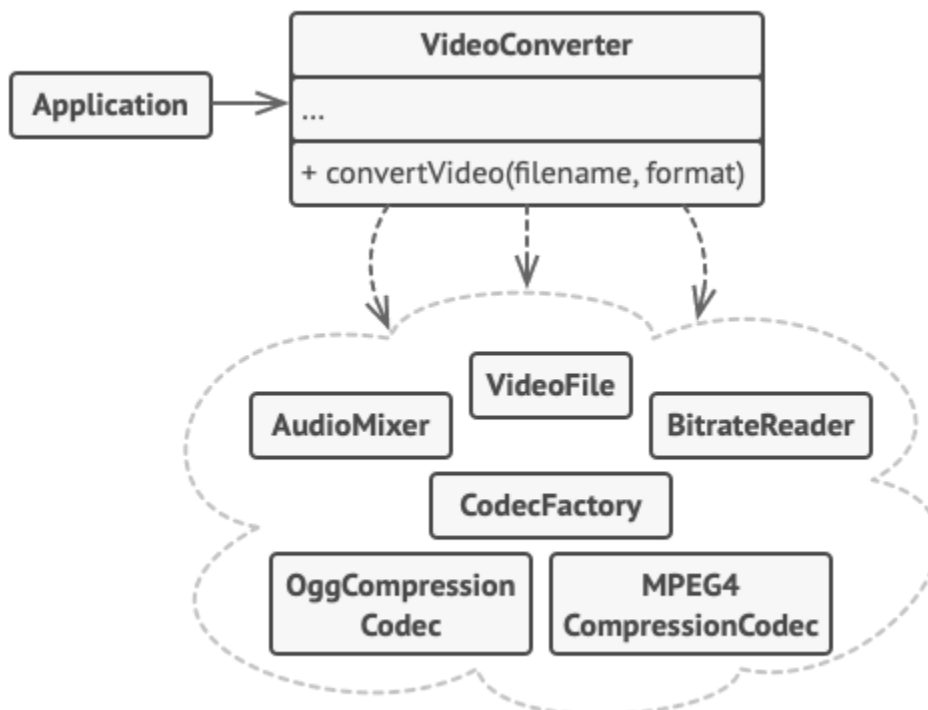 VideoConverter
Application
...
+ convertVideo(filename, format)
VideoFile
AudioMixer
BitrateReader
CodecFactory
OggCompression
Codec
MPEG4
CompressionCodec